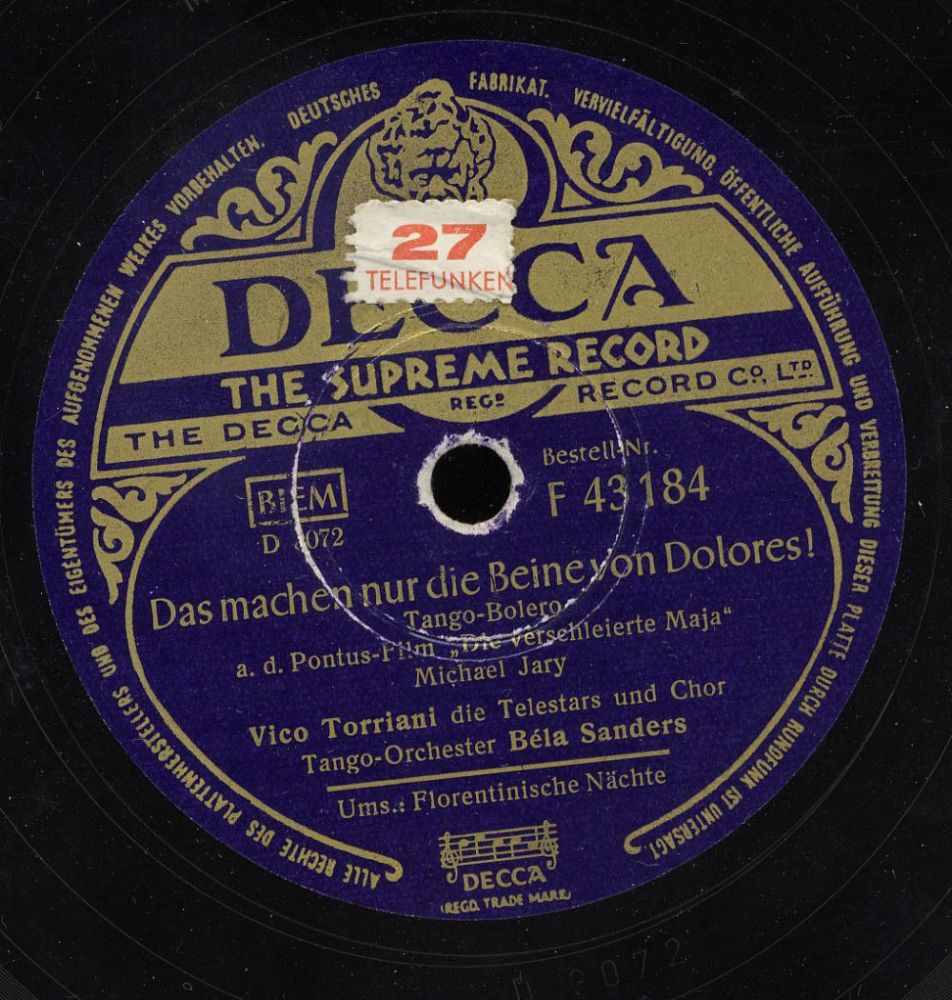 ALLE RECHTE DES PLATTENHERSTELLERS UND DES EIGENTÜMERS DES AUFGENOMMENEN WERKES VORBEHALTEN. DEUTSCHES FABRIKAT. VERVIELFÄLTIGUNG, ÖFFENTLICHE AUFFÜHRUNG UND VERBREITUNG DIESER PLATTE DURCH RUNDFUNK IST UNTERSAGT
27
TELEFUNKEN
DECCA
THE SUPREME RECORD
THE DECCA REGD RECORD CO., LTD.
BIEM
D 3072
Bestell-Nr.
F 43184
Das machen nur die Beine von Dolores!
Tango-Bolero
a. d. Pontus-Film „Die verschleierte Maja“
Michael Jary
Vico Torriani die Telestars und Chor
Tango-Orchester Béla Sanders
Ums.: Florentinische Nächte
DECCA
(REGD. TRADE MARK)
D 3072